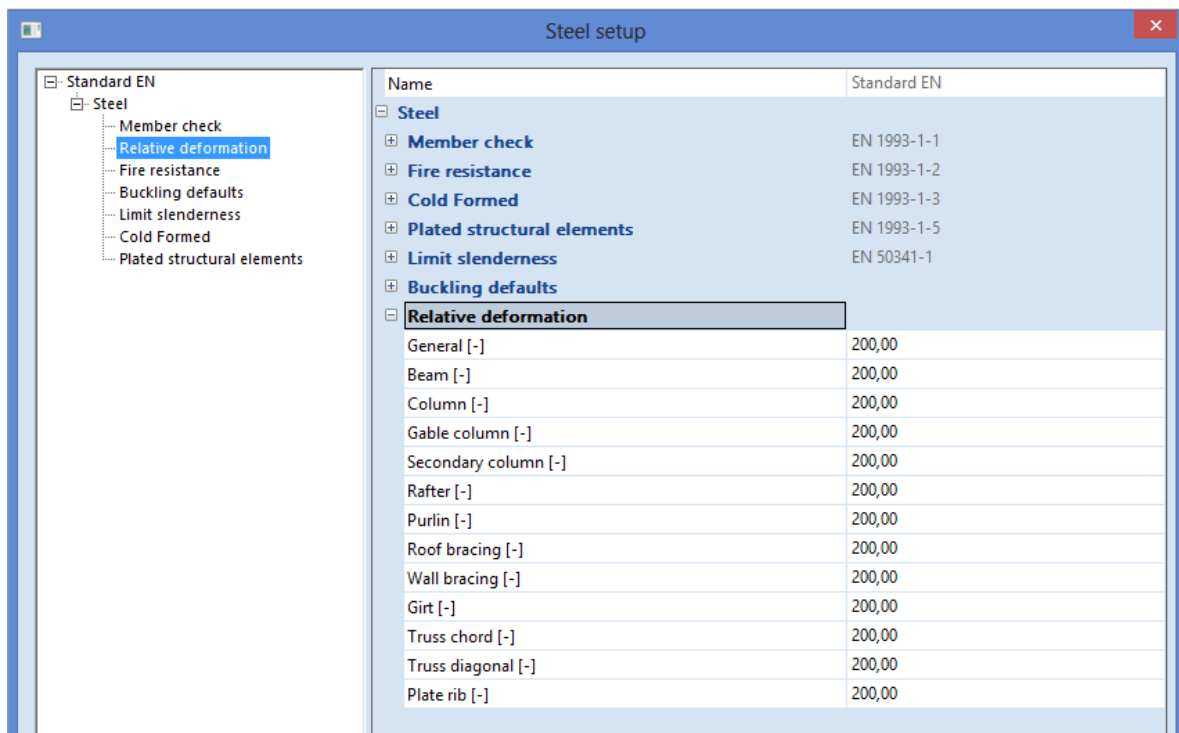 Steel setup
Standard EN
Steel
Member check
Relative deformation
Fire resistance
Buckling defaults
Limit slenderness
Cold Formed
Plated structural elements
Name Standard EN
Steel
Member check EN 1993-1-1
Fire resistance EN 1993-1-2
Cold Formed EN 1993-1-3
Plated structural elements EN 1993-1-5
Limit slenderness EN 50341-1
Buckling defaults
Relative deformation
General [-] 200,00
Beam [-] 200,00
Column [-] 200,00
Gable column [-] 200,00
Secondary column [-] 200,00
Rafter [-] 200,00
Purlin [-] 200,00
Roof bracing [-] 200,00
Wall bracing [-] 200,00
Girt [-] 200,00
Truss chord [-] 200,00
Truss diagonal [-] 200,00
Plate rib [-] 200,00